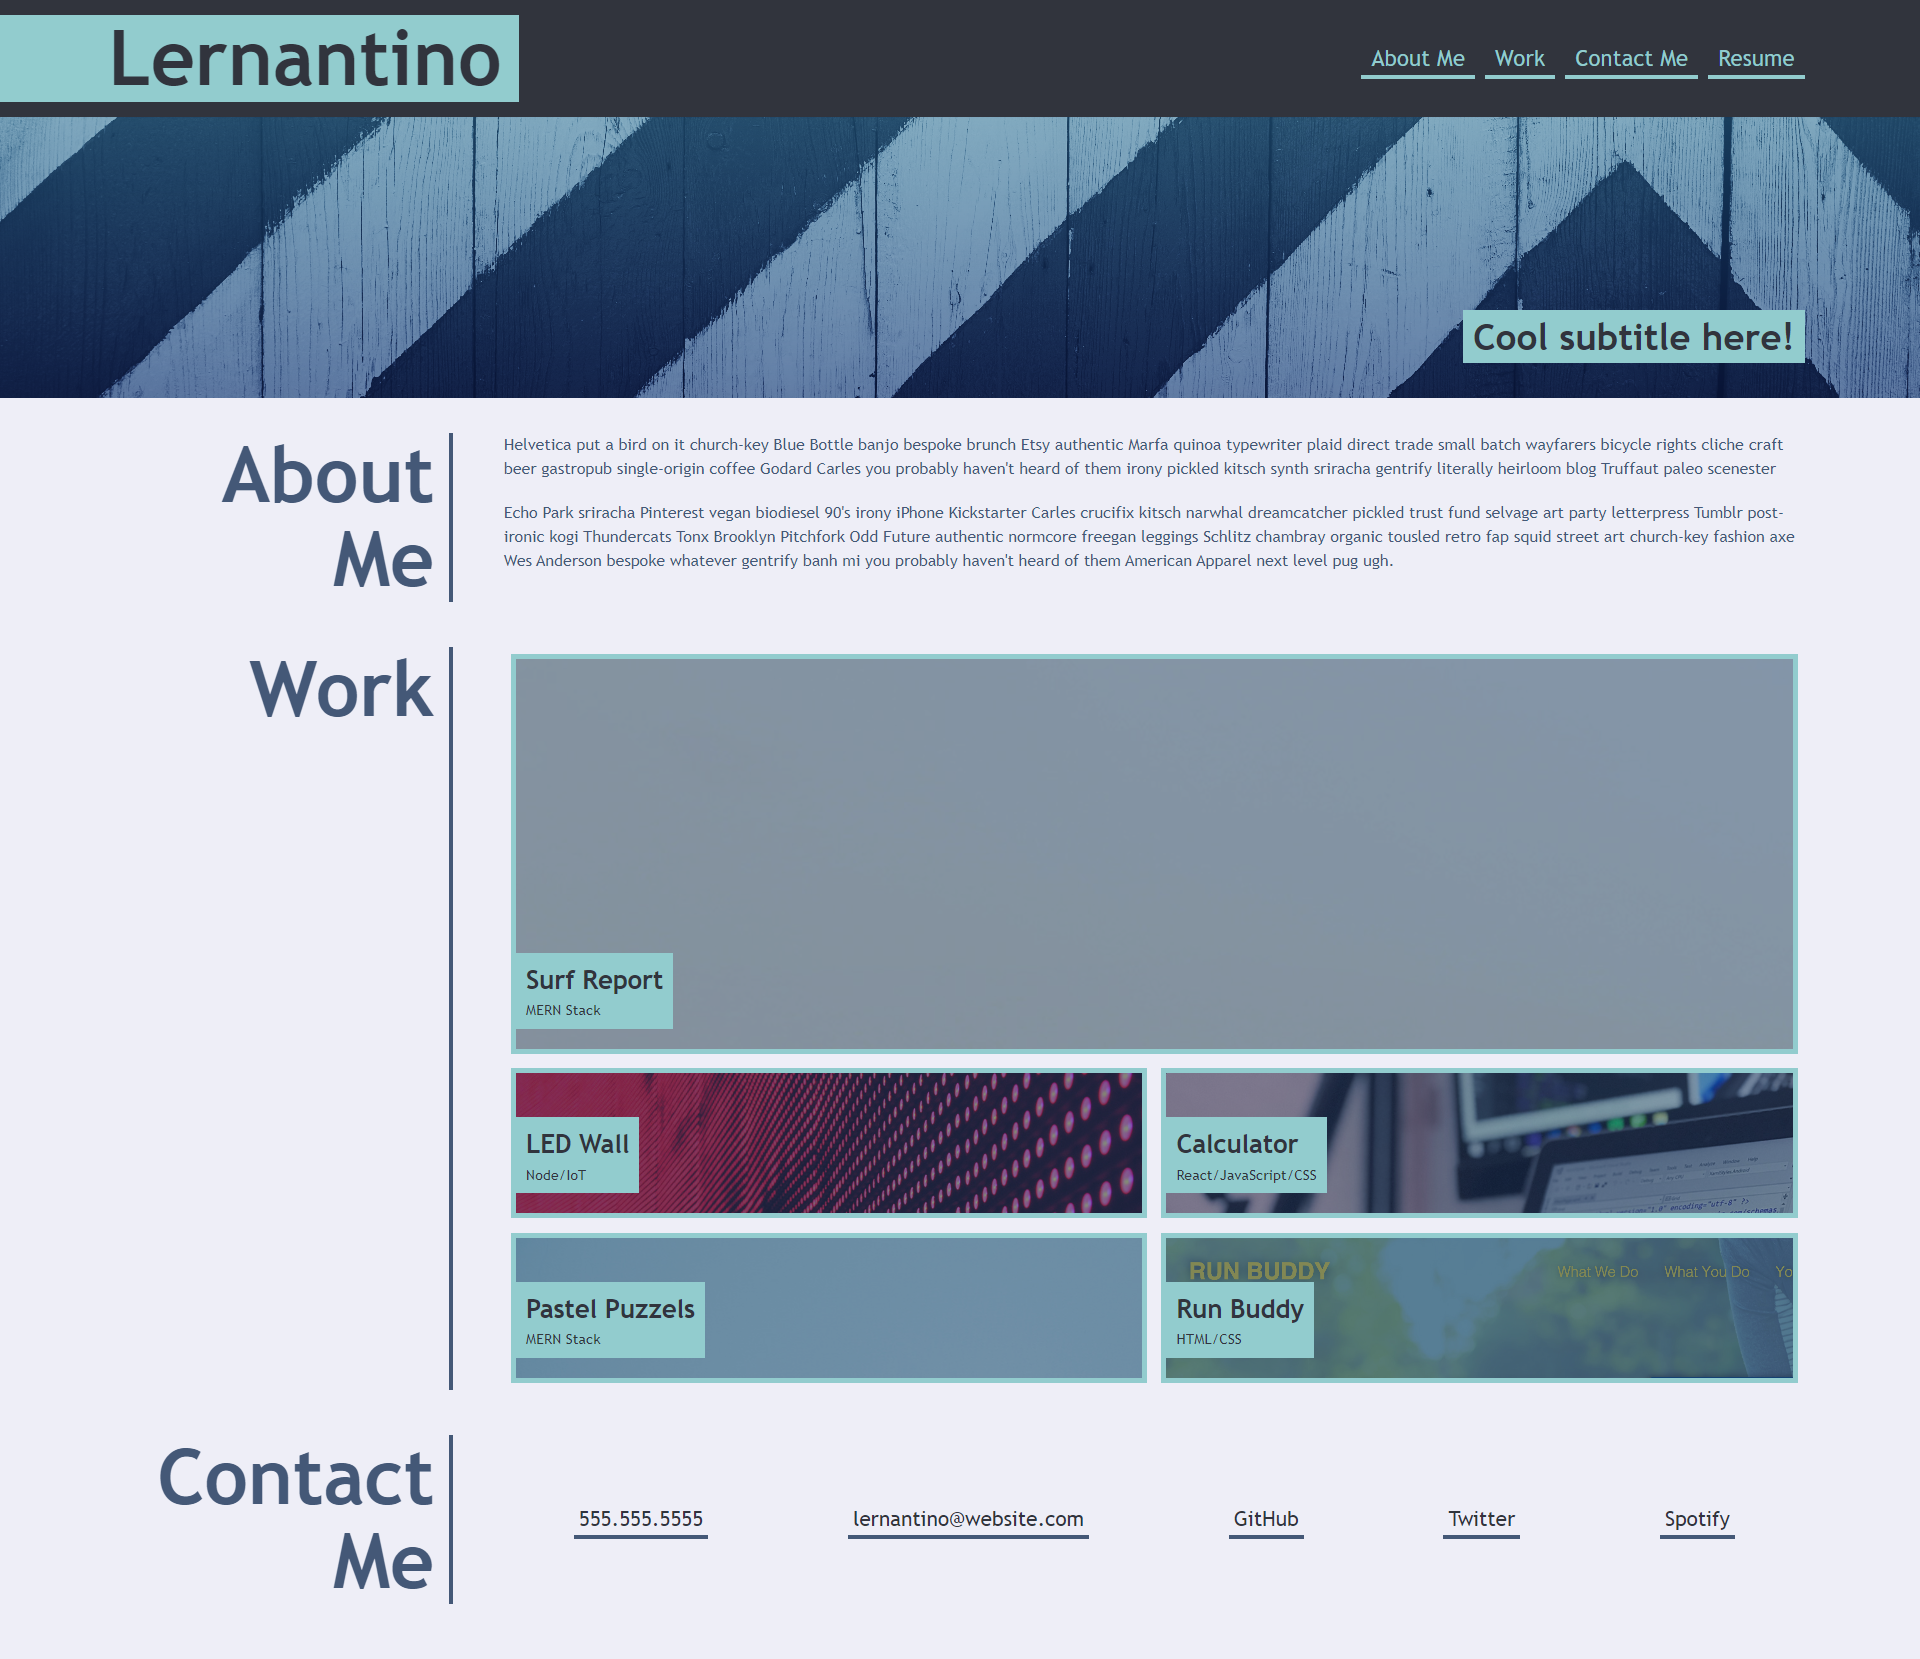 Lernantino
About Me
Work
Contact Me
Resume
Cool subtitle here!
About
Me
Helvetica put a bird on it church-key Blue Bottle banjo bespoke brunch Etsy authentic Marfa quinoa typewriter plaid direct trade small batch wayfarers bicycle rights cliche craft
beer gastropub single-origin coffee Godard Carles you probably haven't heard of them irony pickled kitsch synth sriracha gentrify literally heirloom blog Truffaut paleo scenester
Echo Park sriracha Pinterest vegan biodiesel 90's irony iPhone Kickstarter Carles crucifix kitsch narwhal dreamcatcher pickled trust fund selvage art party letterpress Tumblr post-
ironic kogi Thundercats Tonx Brooklyn Pitchfork Odd Future authentic normcore freegan leggings Schlitz chambray organic tousled retro fap squid street art church-key fashion axe
Wes Anderson bespoke whatever gentrify banh mi you probably haven't heard of them American Apparel next level pug ugh.
Work
Surf Report
MERN Stack
LED Wall
Node/IoT
Calculator
React/JavaScript/CSS
encoding="utf-8" ?>
Pastel Puzzels
MERN Stack
RUN BUDDY
What We Do
What You Do
Yo
Run Buddy
HTML/CSS
Contact
Me
555.555.5555
lernantino@website.com
GitHub
Twitter
Spotify